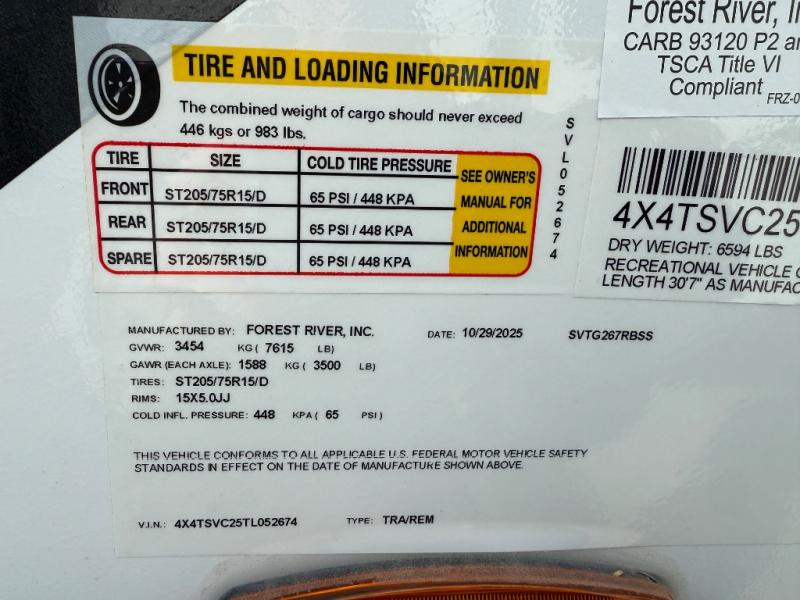 TIRE AND LOADING INFORMATION
The combined weight of cargo should never exceed
446 kgs or 983 lbs.
TIRE SIZE COLD TIRE PRESSURE
FRONT ST205/75R15/D 65 PSI / 448 KPA
REAR ST205/75R15/D 65 PSI / 448 KPA
SPARE ST205/75R15/D 65 PSI / 448 KPA
SEE OWNER'S
MANUAL FOR
ADDITIONAL
INFORMATION
SVL052674
Forest River, In
CARB 93120 P2 an
TSCA Title VI
Compliant
FRZ-0
4X4TSVC25
DRY WEIGHT: 6594 LBS
RECREATIONAL VEHICLE
LENGTH 30'7" AS MANUFAC
MANUFACTURED BY: FOREST RIVER, INC. DATE: 10/29/2025 SVTG267RBSS
GVWR: 3454 KG ( 7615 LB)
GAWR (EACH AXLE): 1588 KG ( 3500 LB)
TIRES: ST205/75R15/D
RIMS: 15X5.0JJ
COLD INFL. PRESSURE: 448 KPA ( 65 PSI)
THIS VEHICLE CONFORMS TO ALL APPLICABLE U.S. FEDERAL MOTOR VEHICLE SAFETY
STANDARDS IN EFFECT ON THE DATE OF MANUFACTURE SHOWN ABOVE.
V.I.N.: 4X4TSVC25TL052674 TYPE: TRA/REM